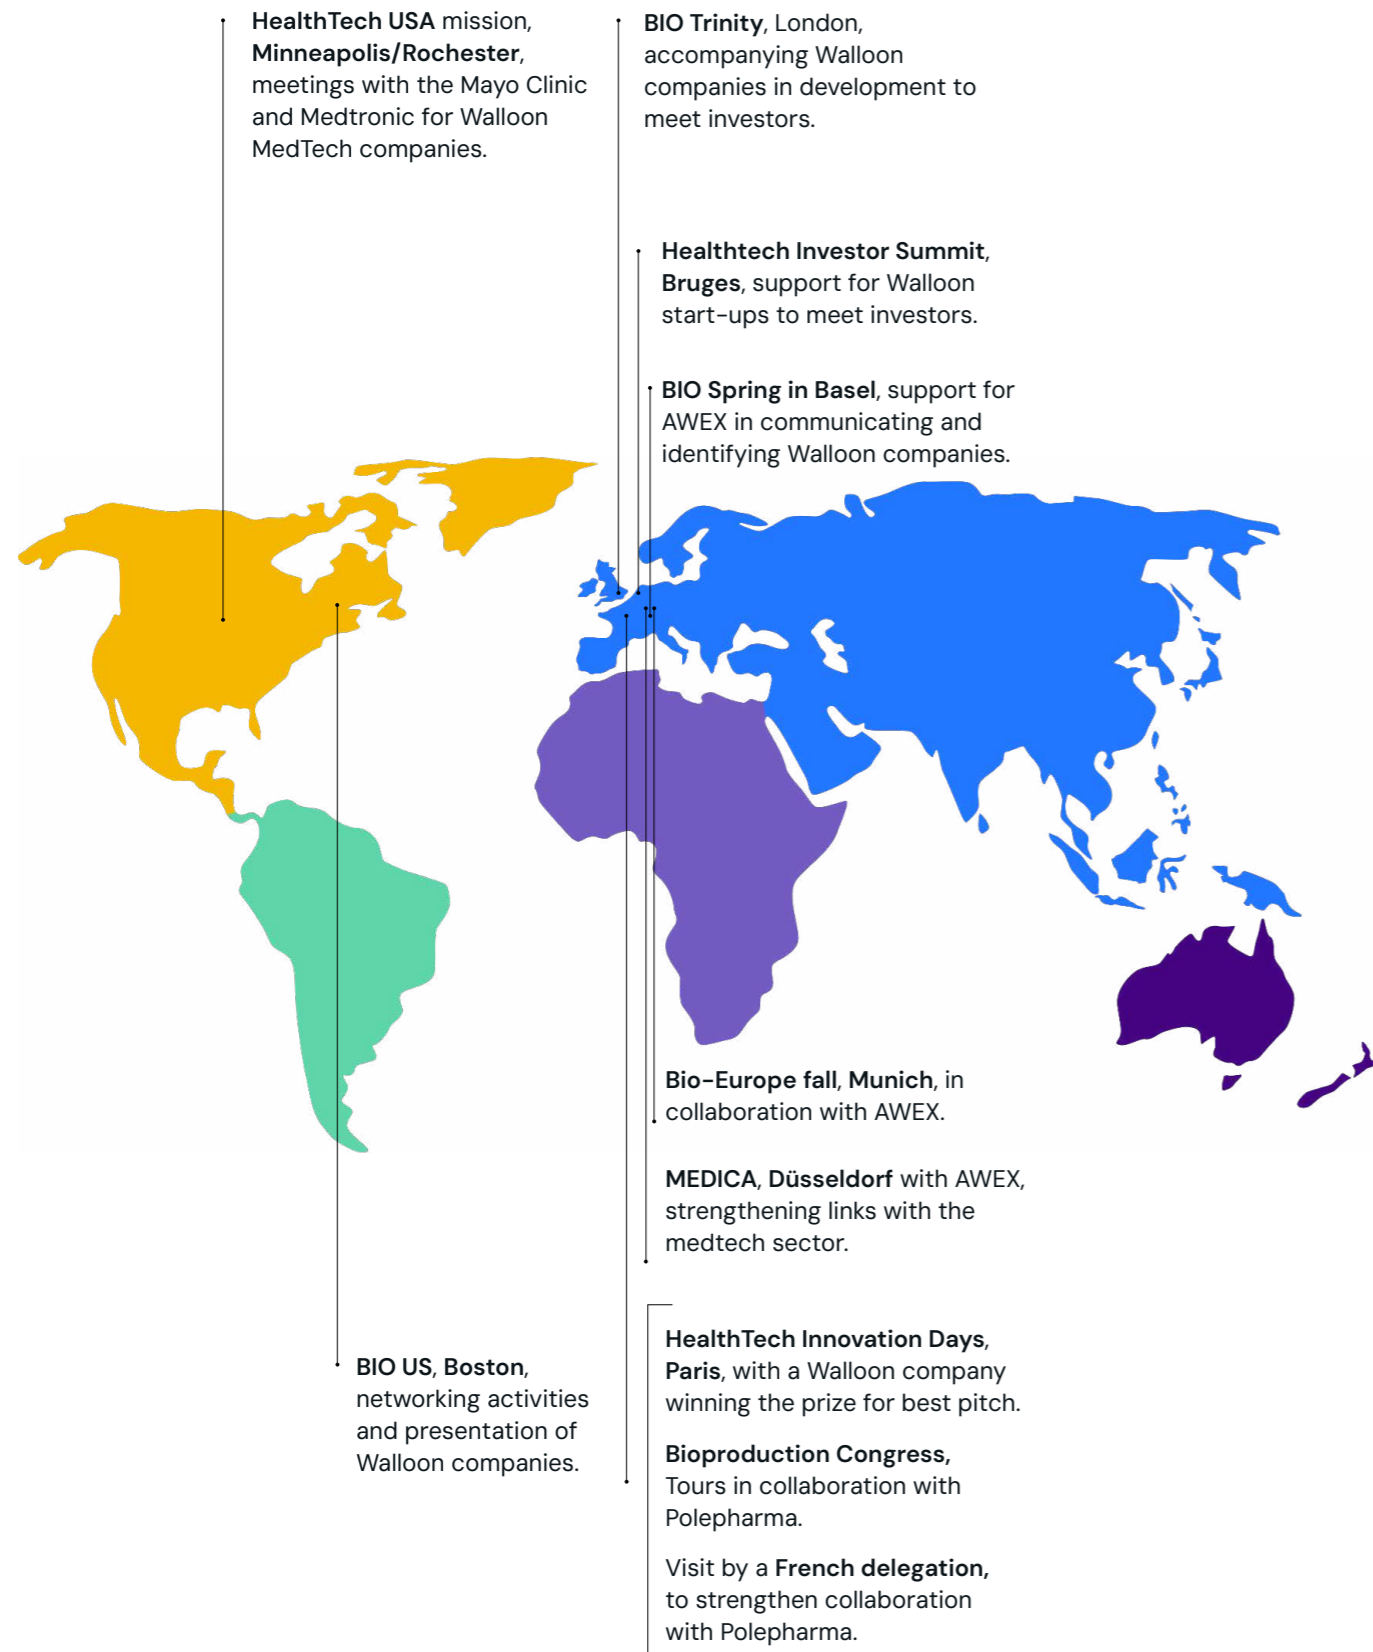 HealthTech USA mission,
Minneapolis/Rochester,
meetings with the Mayo Clinic
and Medtronic for Walloon
MedTech companies.
BIO Trinity, London,
accompanying Walloon
companies in development to
meet investors.
Healthtech Investor Summit,
Bruges, support for Walloon
start-ups to meet investors.
BIO Spring in Basel, support for
AWEX in communicating and
identifying Walloon companies.
Bio-Europe fall, Munich, in
collaboration with AWEX.
MEDICA, Düsseldorf with AWEX,
strengthening links with the
medtech sector.
BIO US, Boston,
networking activities
and presentation of
Walloon companies.
HealthTech Innovation Days,
Paris, with a Walloon company
winning the prize for best pitch.
Bioproduction Congress,
Tours in collaboration with
Polepharma.
Visit by a French delegation,
to strengthen collaboration
with Polepharma.